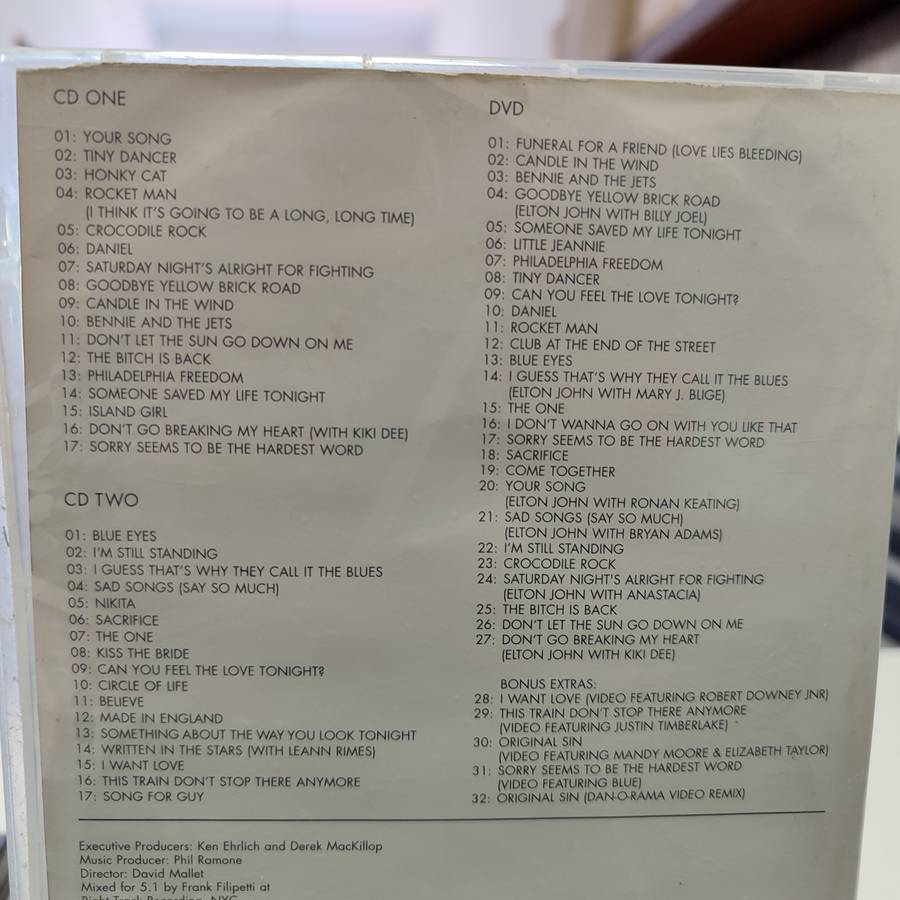 CD ONE
01: YOUR SONG
02: TINY DANCER
03: HONKY CAT
04: ROCKET MAN
(I THINK IT'S GOING TO BE A LONG, LONG TIME)
05: CROCODILE ROCK
06: DANIEL
07: SATURDAY NIGHT'S ALRIGHT FOR FIGHTING
08: GOODBYE YELLOW BRICK ROAD
09: CANDLE IN THE WIND
10: BENNIE AND THE JETS
11: DON'T LET THE SUN GO DOWN ON ME
12: THE BITCH IS BACK
13: PHILADELPHIA FREEDOM
14: SOMEONE SAVED MY LIFE TONIGHT
15: ISLAND GIRL
16: DON'T GO BREAKING MY HEART (WITH KIKI DEE)
17: SORRY SEEMS TO BE THE HARDEST WORD
CD TWO
01: BLUE EYES
02: I'M STILL STANDING
03: I GUESS THAT'S WHY THEY CALL IT THE BLUES
04: SAD SONGS (SAY SO MUCH)
05: NIKITA
06: SACRIFICE
07: THE ONE
08: KISS THE BRIDE
09: CAN YOU FEEL THE LOVE TONIGHT?
10: CIRCLE OF LIFE
11: BELIEVE
12: MADE IN ENGLAND
13: SOMETHING ABOUT THE WAY YOU LOOK TONIGHT
14: WRITTEN IN THE STARS (WITH LEANN RIMES)
15: I WANT LOVE
16: THIS TRAIN DON'T STOP THERE ANYMORE
17: SONG FOR GUY
DVD
01: FUNERAL FOR A FRIEND (LOVE LIES BLEEDING)
02: CANDLE IN THE WIND
03: BENNIE AND THE JETS
04: GOODBYE YELLOW BRICK ROAD
(ELTON JOHN WITH BILLY JOEL)
05: SOMEONE SAVED MY LIFE TONIGHT
06: LITTLE JEANNIE
07: PHILADELPHIA FREEDOM
08: TINY DANCER
09: CAN YOU FEEL THE LOVE TONIGHT?
10: DANIEL
11: ROCKET MAN
12: CLUB AT THE END OF THE STREET
13: BLUE EYES
14: I GUESS THAT'S WHY THEY CALL IT THE BLUES
(ELTON JOHN WITH MARY J. BLIGE)
15: THE ONE
16: I DON'T WANNA GO ON WITH YOU LIKE THAT
17: SORRY SEEMS TO BE THE HARDEST WORD
18: SACRIFICE
19: COME TOGETHER
20: YOUR SONG
(ELTON JOHN WITH RONAN KEATING)
21: SAD SONGS (SAY SO MUCH)
(ELTON JOHN WITH BRYAN ADAMS)
22: I'M STILL STANDING
23: CROCODILE ROCK
24: SATURDAY NIGHT'S ALRIGHT FOR FIGHTING
(ELTON JOHN WITH ANASTACIA)
25: THE BITCH IS BACK
26: DON'T LET THE SUN GO DOWN ON ME
27: DON'T GO BREAKING MY HEART
(ELTON JOHN WITH KIKI DEE)
BONUS EXTRAS:
28: I WANT LOVE (VIDEO FEATURING ROBERT DOWNEY JNR)
29: THIS TRAIN DON'T STOP THERE ANYMORE
(VIDEO FEATURING JUSTIN TIMBERLAKE)
30: ORIGINAL SIN
(VIDEO FEATURING MANDY MOORE & ELIZABETH TAYLOR)
31: SORRY SEEMS TO BE THE HARDEST WORD
(VIDEO FEATURING BLUE)
32: ORIGINAL SIN (DAN-O-RAMA VIDEO REMIX)
Executive Producers: Ken Ehrlich and Derek MacKillop
Music Producer: Phil Ramone
Director: David Mallet
Mixed for 5.1 by Frank Filipetti at
Right Track Recording, NYC